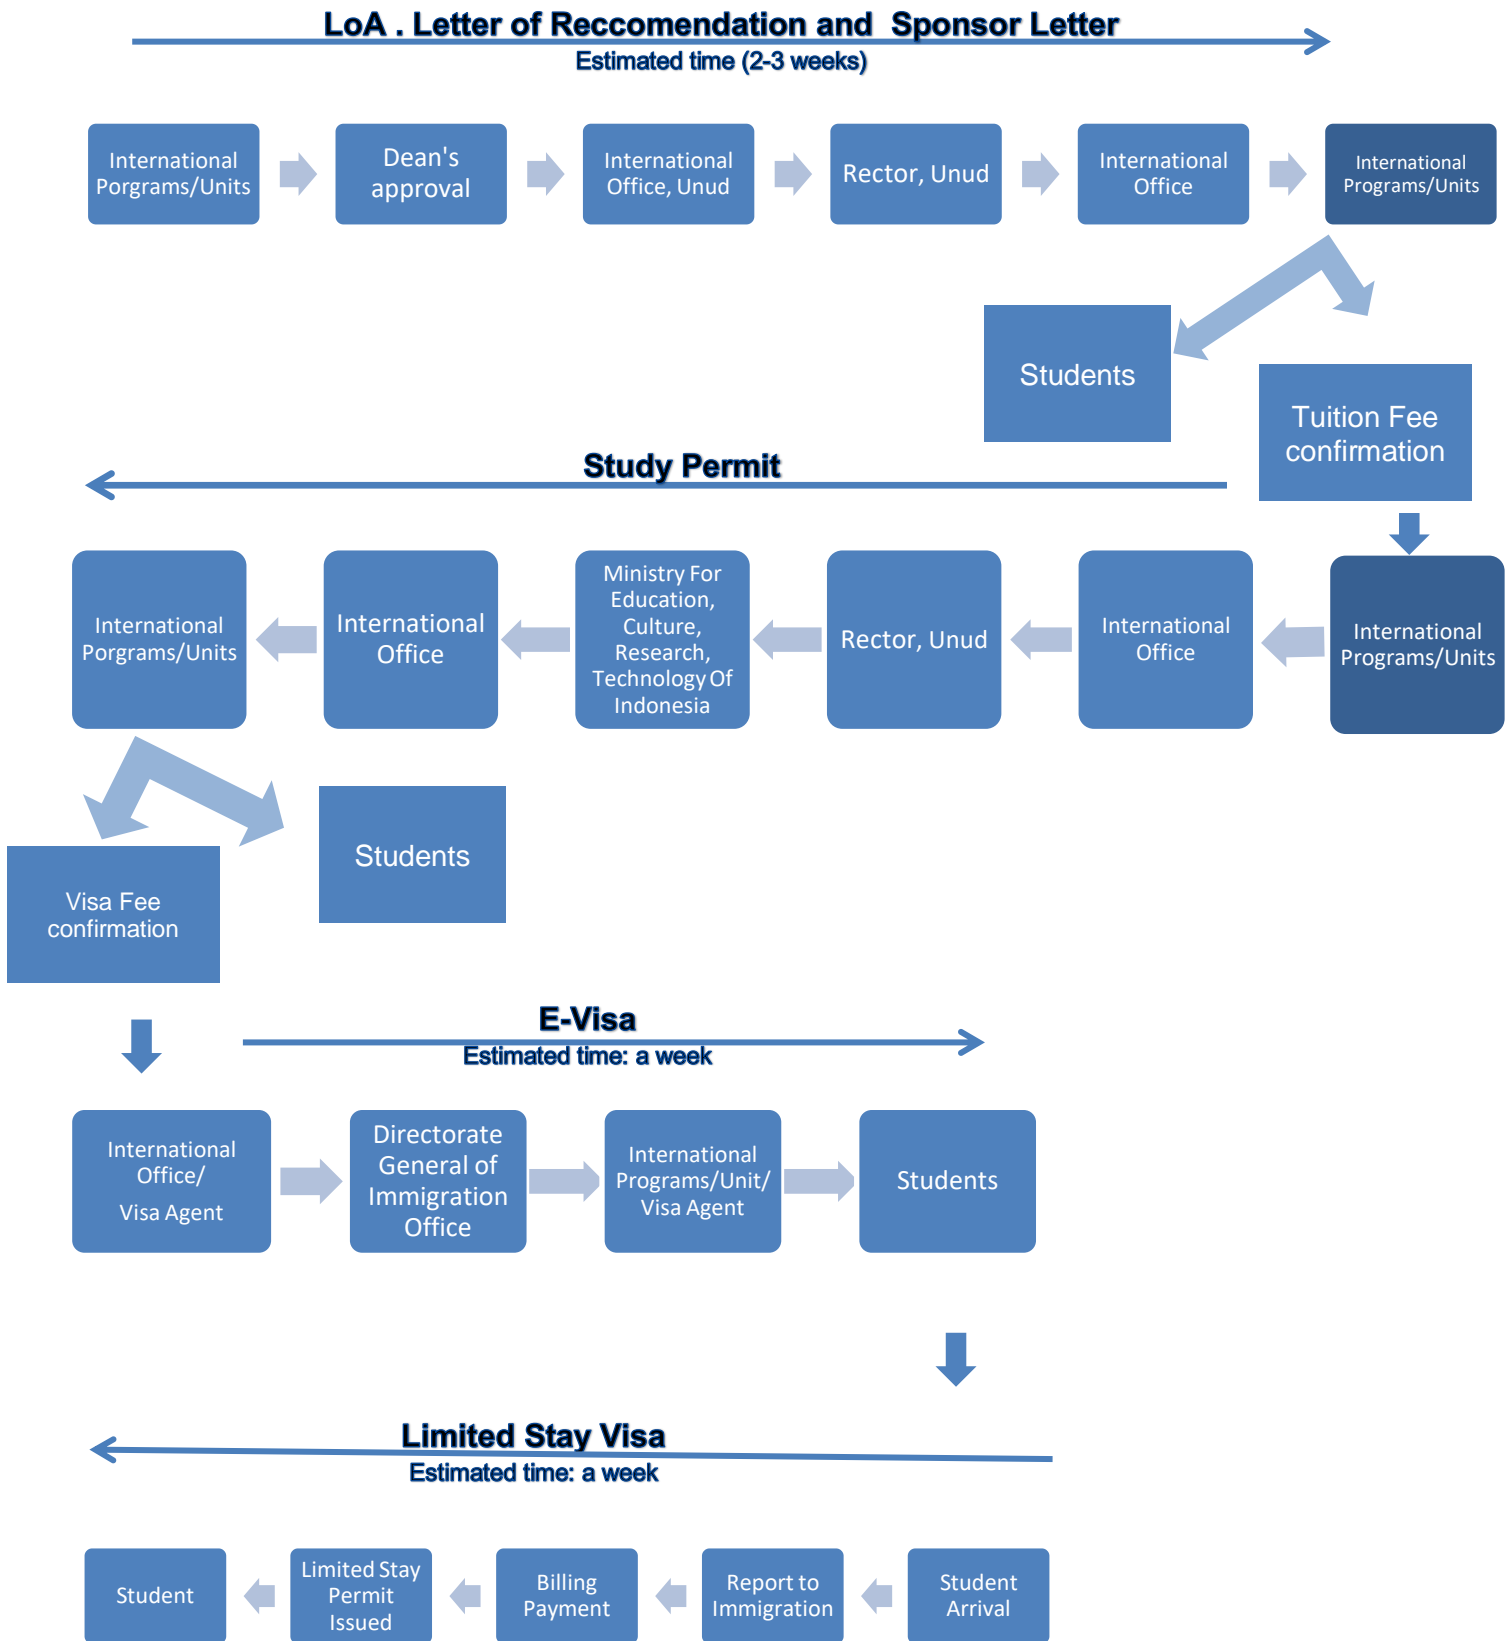 LoA . Letter of Reccomendation and Sponsor Letter
Estimated time (2-3 weeks)
International
Porgrams/Units
Dean's
approval
International
Office, Unud
Rector, Unud
International
Office
International
Programs/Units
Students
Tuition Fee
confirmation
Study Permit
International
Programs/Units
International
Office
Rector, Unud
Ministry For
Education,
Culture,
Research,
Technology Of
Indonesia
International
Office
International
Porgrams/Units
Students
Visa Fee
confirmation
E-Visa
Estimated time: a week
International
Office/
Visa Agent
Directorate
General of
Immigration
Office
International
Programs/Unit/
Visa Agent
Students
Limited Stay Visa
Estimated time: a week
Student
Arrival
Report to
Immigration
Billing
Payment
Limited Stay
Permit
Issued
Student